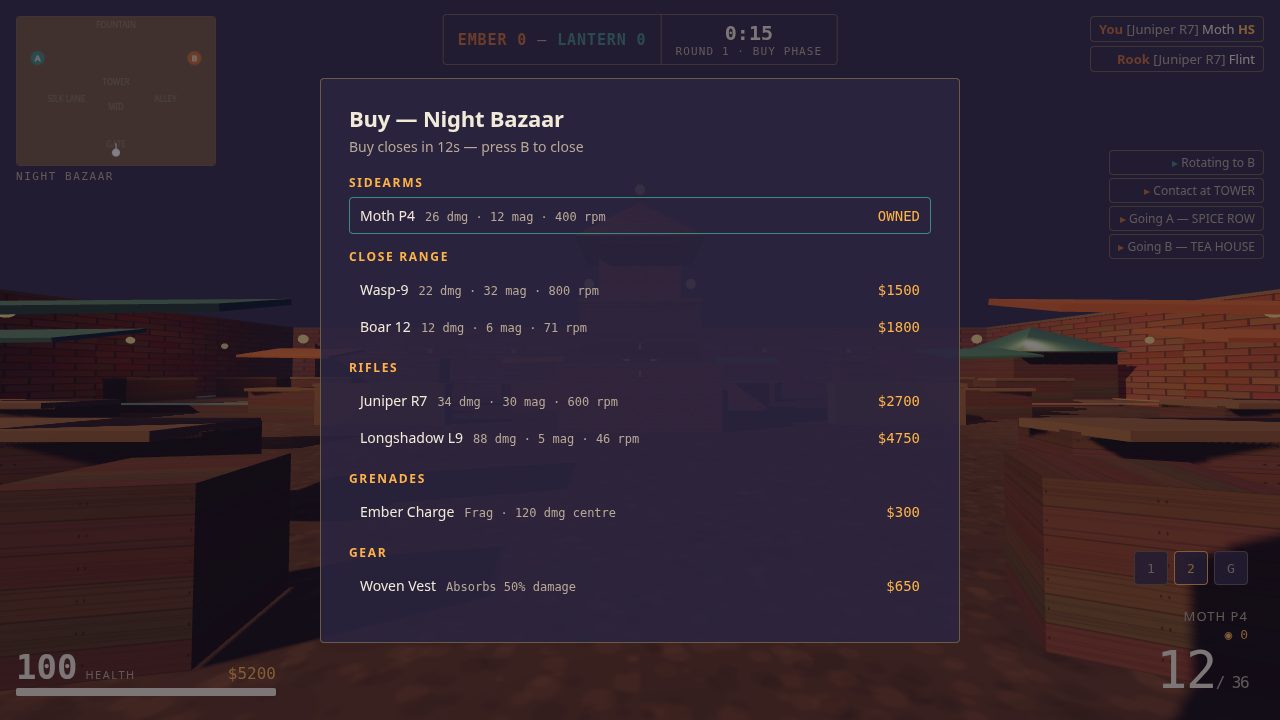 FOUNTAIN
A
B
TOWER
SILK LANE
ALLEY
MID
GATE
NIGHT BAZAAR
EMBER 0 — LANTERN 0
0:15
ROUND 1 · BUY PHASE
You [Juniper R7] Moth HS
Rook [Juniper R7] Flint
▸ Rotating to B
▸ Contact at TOWER
▸ Going A — SPICE ROW
▸ Going B — TEA HOUSE
Buy — Night Bazaar
Buy closes in 12s — press B to close
SIDEARMS
Moth P4 26 dmg · 12 mag · 400 rpm OWNED
CLOSE RANGE
Wasp-9 22 dmg · 32 mag · 800 rpm $1500
Boar 12 12 dmg · 6 mag · 71 rpm $1800
RIFLES
Juniper R7 34 dmg · 30 mag · 600 rpm $2700
Longshadow L9 88 dmg · 5 mag · 46 rpm $4750
GRENADES
Ember Charge Frag · 120 dmg centre $300
GEAR
Woven Vest Absorbs 50% damage $650
100 HEALTH $5200
1 2 G
MOTH P4
◉ 0
12 / 36